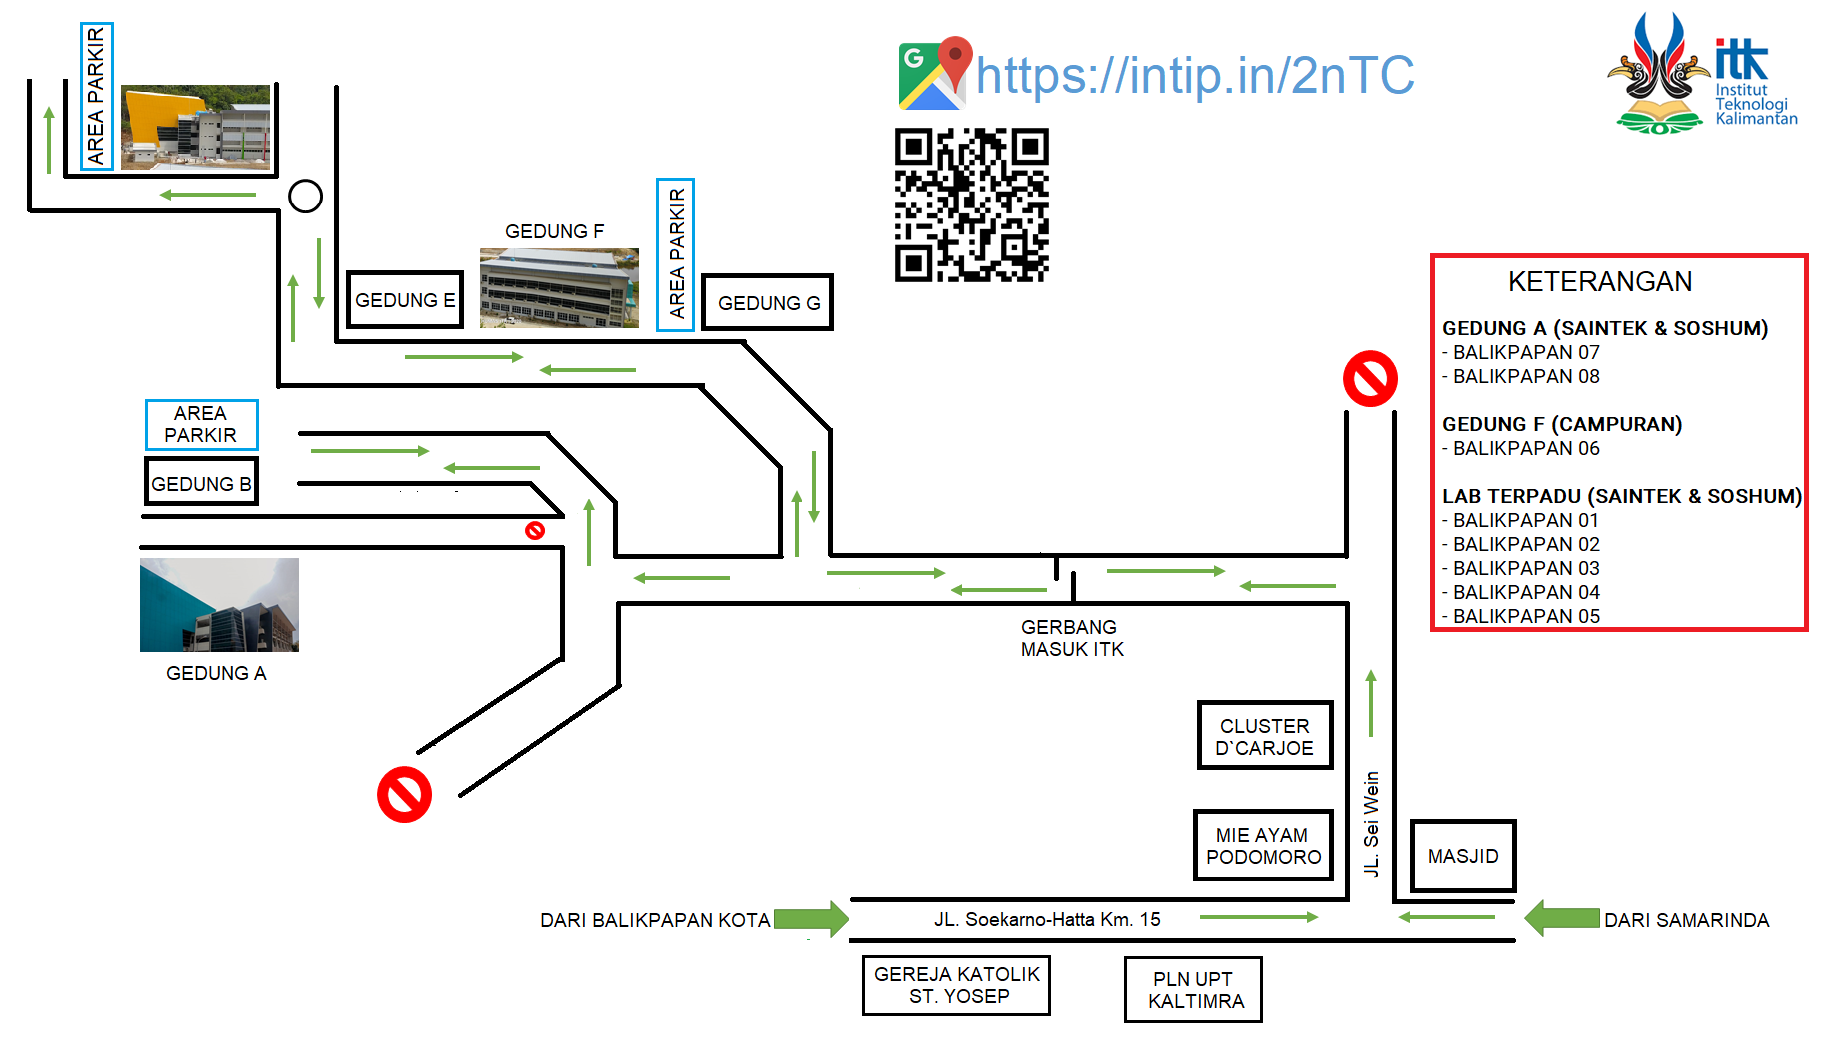 https://intip.in/2nTC
itk
Institut
Teknologi
Kalimantan
AREA PARKIR
GEDUNG F
AREA PARKIR
GEDUNG E
GEDUNG G
KETERANGAN
GEDUNG A (SAINTEK & SOSHUM)
- BALIKPAPAN 07
- BALIKPAPAN 08
GEDUNG F (CAMPURAN)
- BALIKPAPAN 06
LAB TERPADU (SAINTEK & SOSHUM)
- BALIKPAPAN 01
- BALIKPAPAN 02
- BALIKPAPAN 03
- BALIKPAPAN 04
- BALIKPAPAN 05
AREA
PARKIR
GEDUNG B
GEDUNG A
GERBANG
MASUK ITK
CLUSTER
D`CARJOE
MIE AYAM
PODOMORO
JL. Sei Wein
MASJID
DARI BALIKPAPAN KOTA
JL. Soekarno-Hatta Km. 15
DARI SAMARINDA
GEREJA KATOLIK
ST. YOSEP
PLN UPT
KALTIMRA